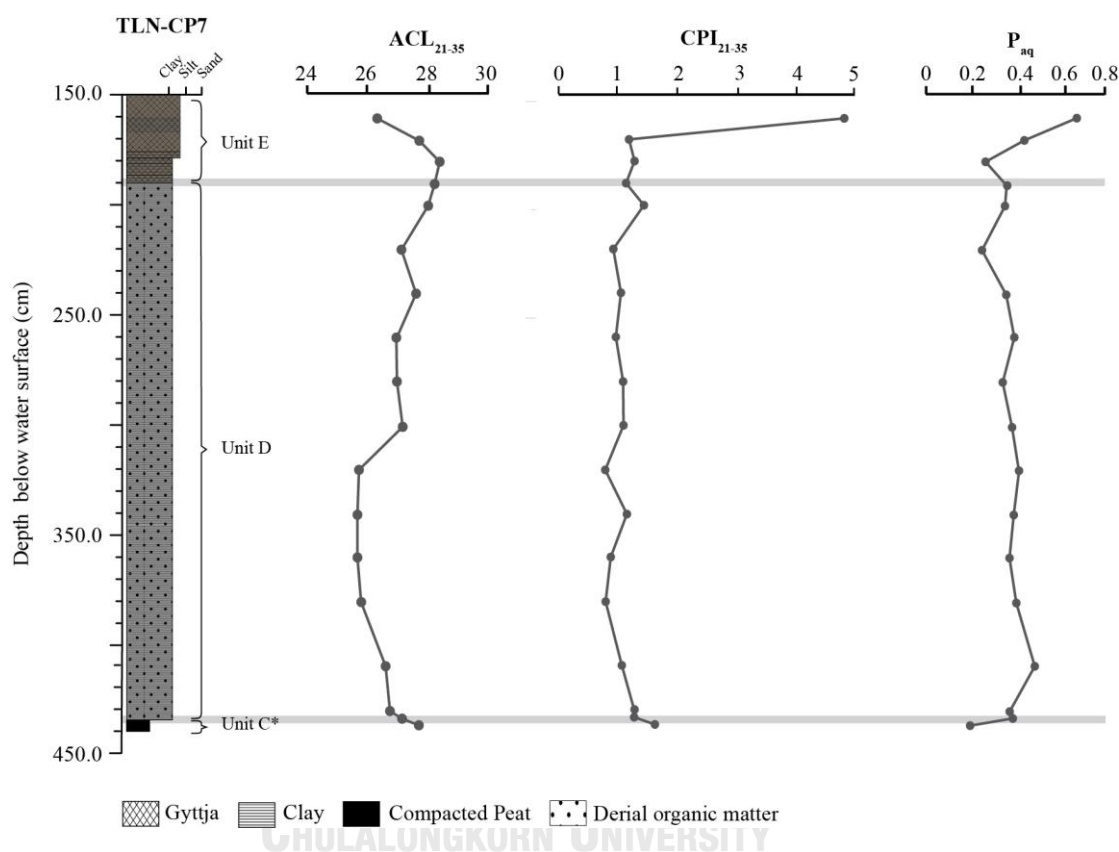 TLN-CP7
Clay
Silt
Sand
ACL21-35
CPI21-35
Paq
24 26 28 30
0 1 2 3 4 5
0 0.2 0.4 0.6 0.8
150.0
250.0
350.0
450.0
Depth below water surface (cm)
Unit E
Unit D
Unit C*
Gyttja Clay Compacted Peat Derial organic matter
CHULALONGKORN UNIVERSITY